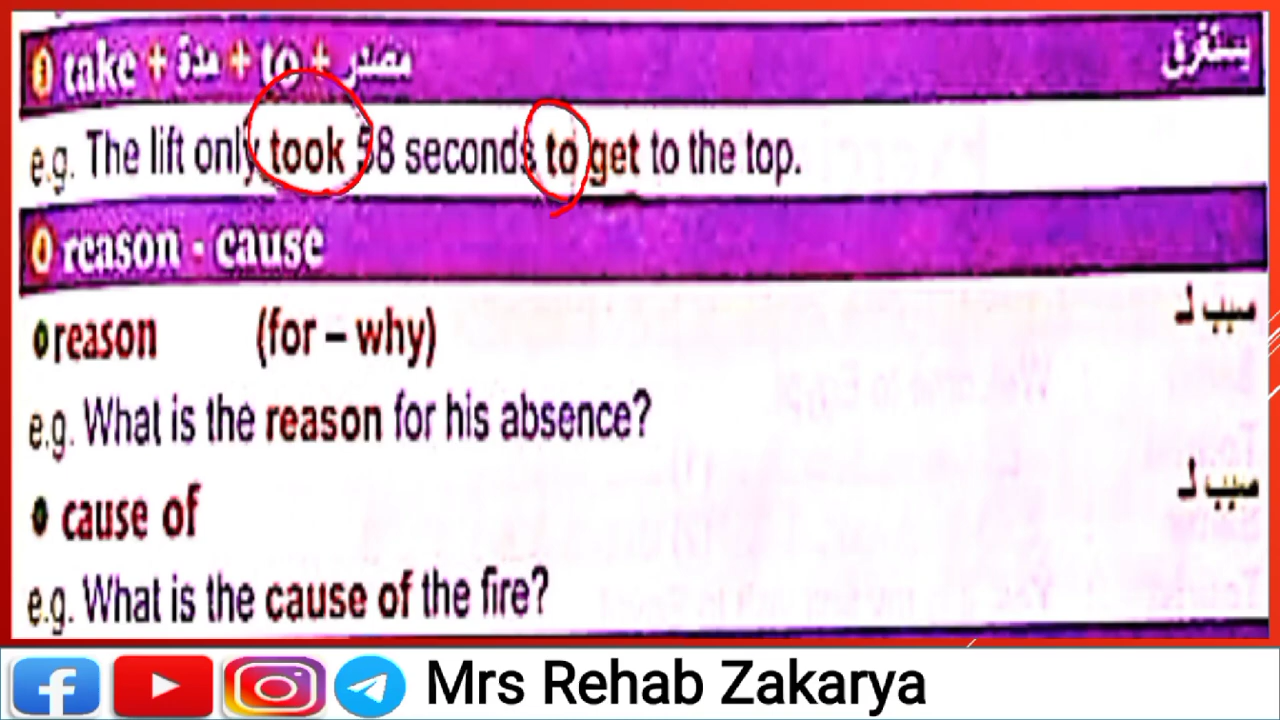 take + مدة + to + مصدر يستغرق
e.g. The lift only took 58 seconds to get to the top.
reason - cause
reason (for – why) سبب لـ
e.g. What is the reason for his absence?
cause of سبب لـ
e.g. What is the cause of the fire?
Mrs Rehab Zakarya